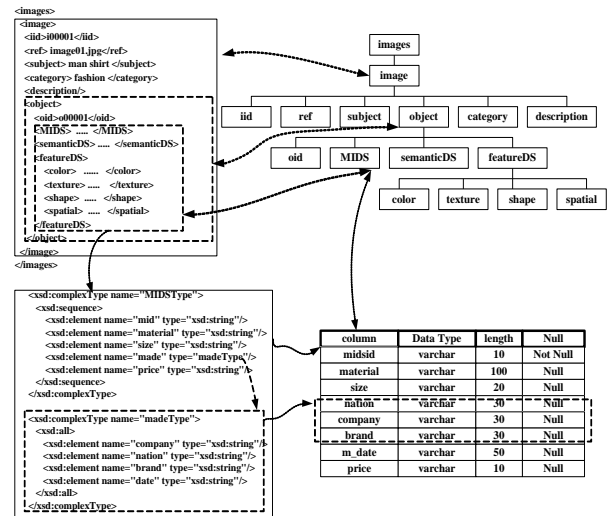 <images>
<image>
<iid>i00001</iid>
<ref> image01.jpg</ref>
<subject> man shirt </subject>
<category> fashion </category>
<description/>
<object>
<oid>o00001</oid>
<MIDS> ..... </MIDS>
<semanticDS> ..... </semanticDS>
<featureDS>
<color> ...... </color>
<texture> ..... </texture>
<shape> ..... </shape>
<spatial> ..... </spatial>
</featureDS>
</object>
</image>
</images>
images
image
iid ref subject object category description
oid MIDS semanticDS featureDS
color texture shape spatial
<xsd:complexType name="MIDSType">
<xsd:sequence>
<xsd:element name="mid" type="xsd:string"/>
<xsd:element name="material" type="xsd:string"/>
<xsd:element name="size" type="xsd:string"/>
<xsd:element name="made" type="madeType"/>
<xsd:element name="price" type="xsd:string"/>
</xsd:sequence>
</xsd:complexType>
<xsd:complexType name="madeType">
<xsd:all>
<xsd:element name="company" type="xsd:string"/>
<xsd:element name="nation" type="xsd:string"/>
<xsd:element name="brand" type="xsd:string"/>
<xsd:element name="date" type="xsd:string"/>
</xsd:all>
</xsd:complexType>
column Data Type length Null
midsid varchar 10 Not Null
material varchar 100 Null
size varchar 20 Null
nation varchar 30 Null
company varchar 30 Null
brand varchar 30 Null
m_date varchar 50 Null
price varchar 10 Null